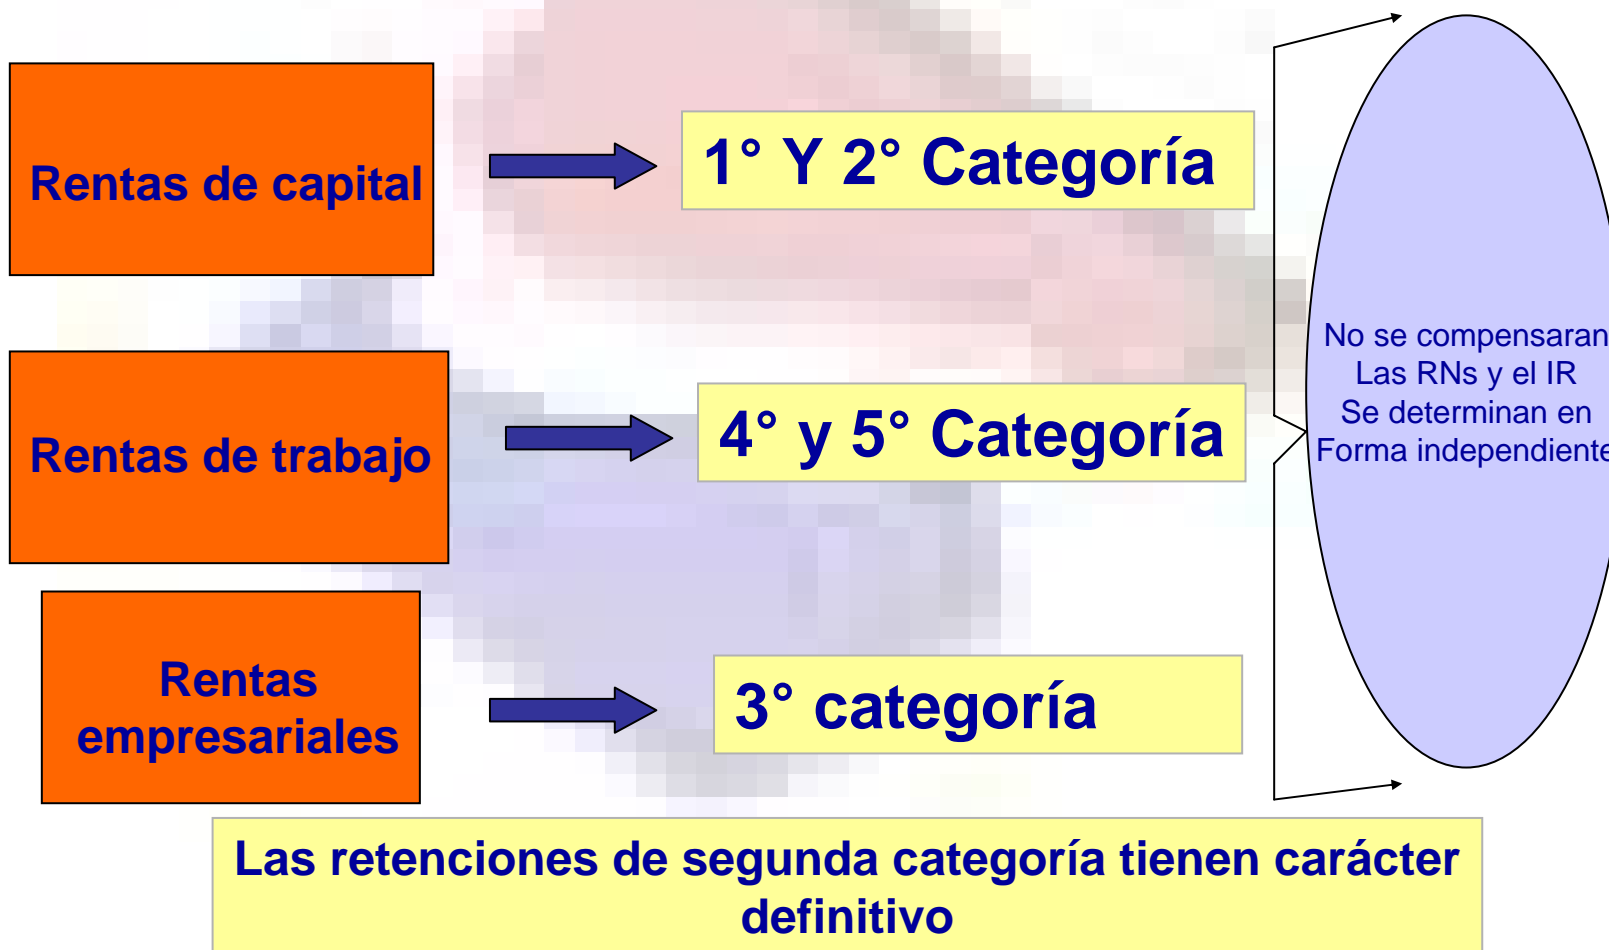 Rentas de capital
1° Y 2° Categoría
Rentas de trabajo
4° y 5° Categoría
Rentas
empresariales
3° categoría
No se compensaran
Las RNs y el IR
Se determinan en
Forma independiente
Las retenciones de segunda categoría tienen carácter
definitivo